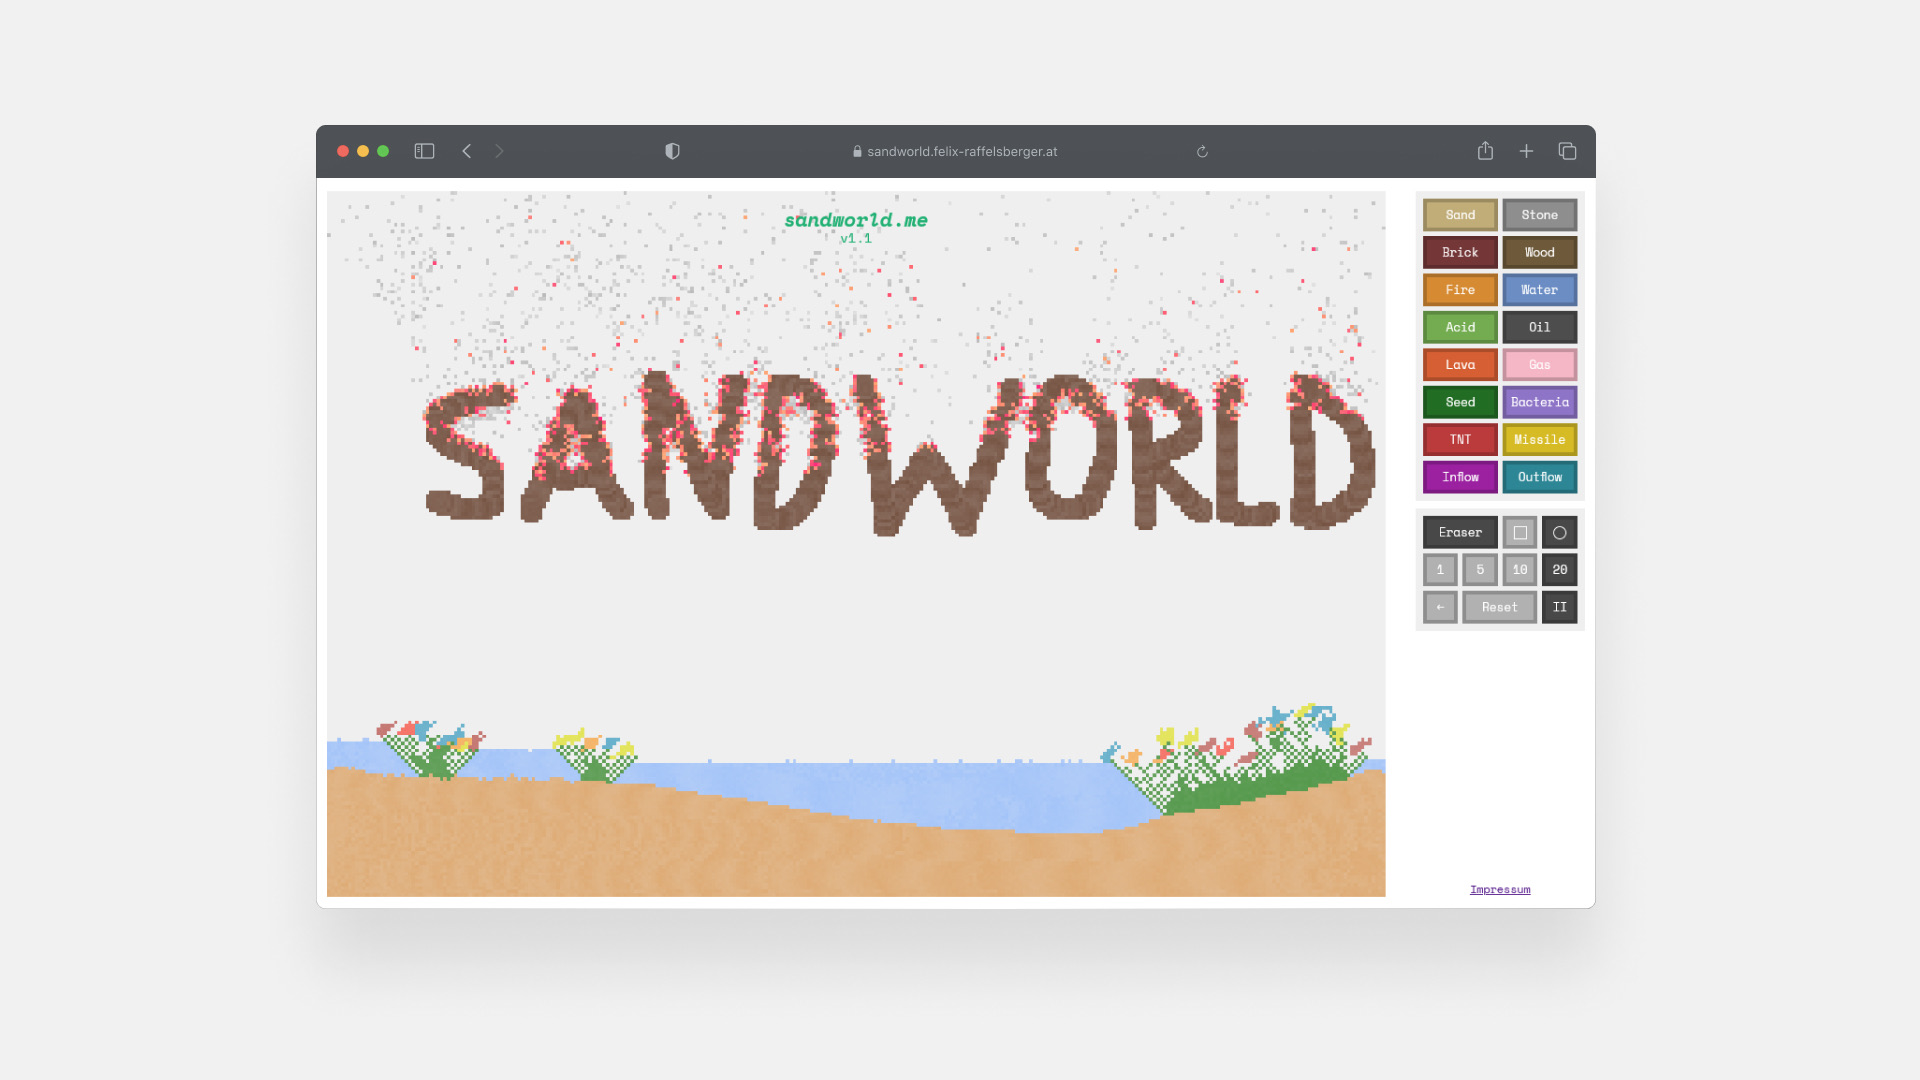 sandworld.felix-raffelsberger.at
sandworld.me
v1.1
SANDWORLD
Sand Stone
Brick Wood
Fire Water
Acid Oil
Lava Gas
Seed Bacteria
TNT Missile
Inflow Outflow
Eraser
1 5 10 20
← Reset II
Impressum